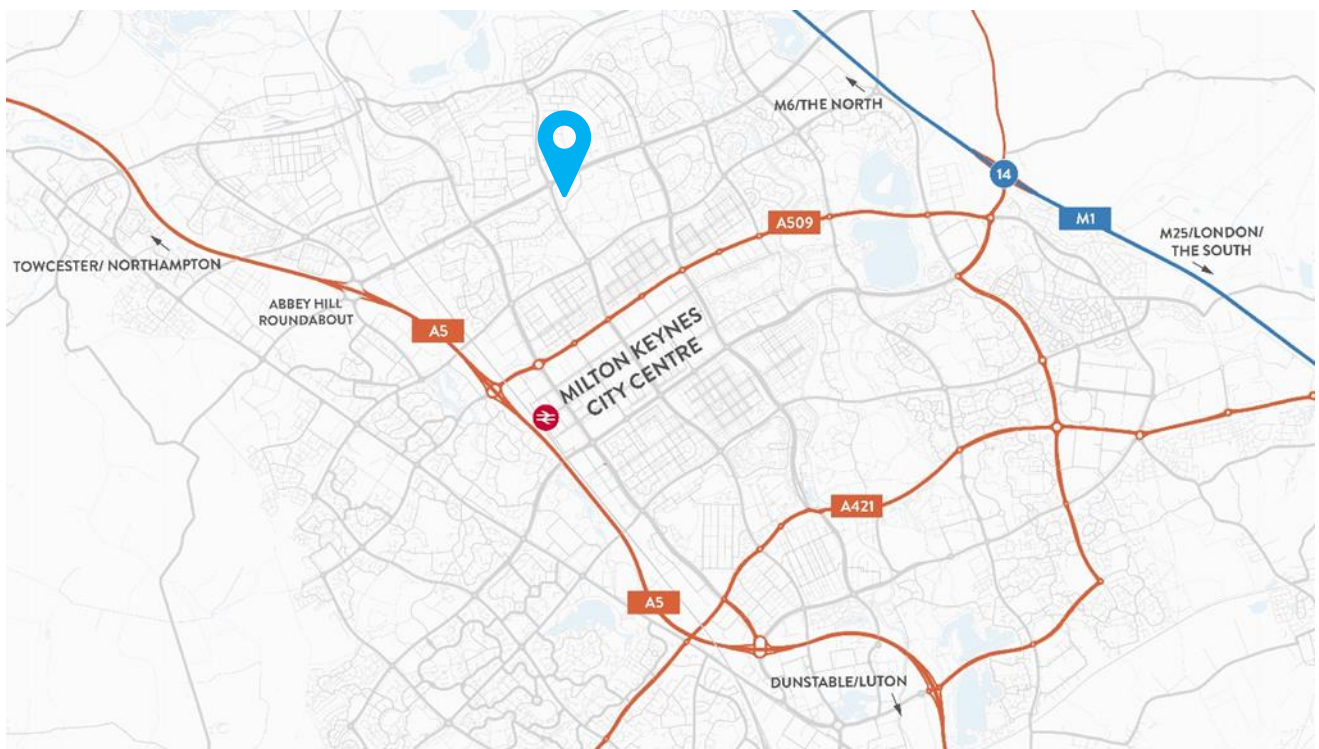 M6/THE NORTH
14
A509
M1
M25/LONDON/
THE SOUTH
TOWCESTER/ NORTHAMPTON
ABBEY HILL
ROUNDABOUT
A5
MILTON KEYNES
CITY CENTRE
A421
A5
DUNSTABLE/LUTON